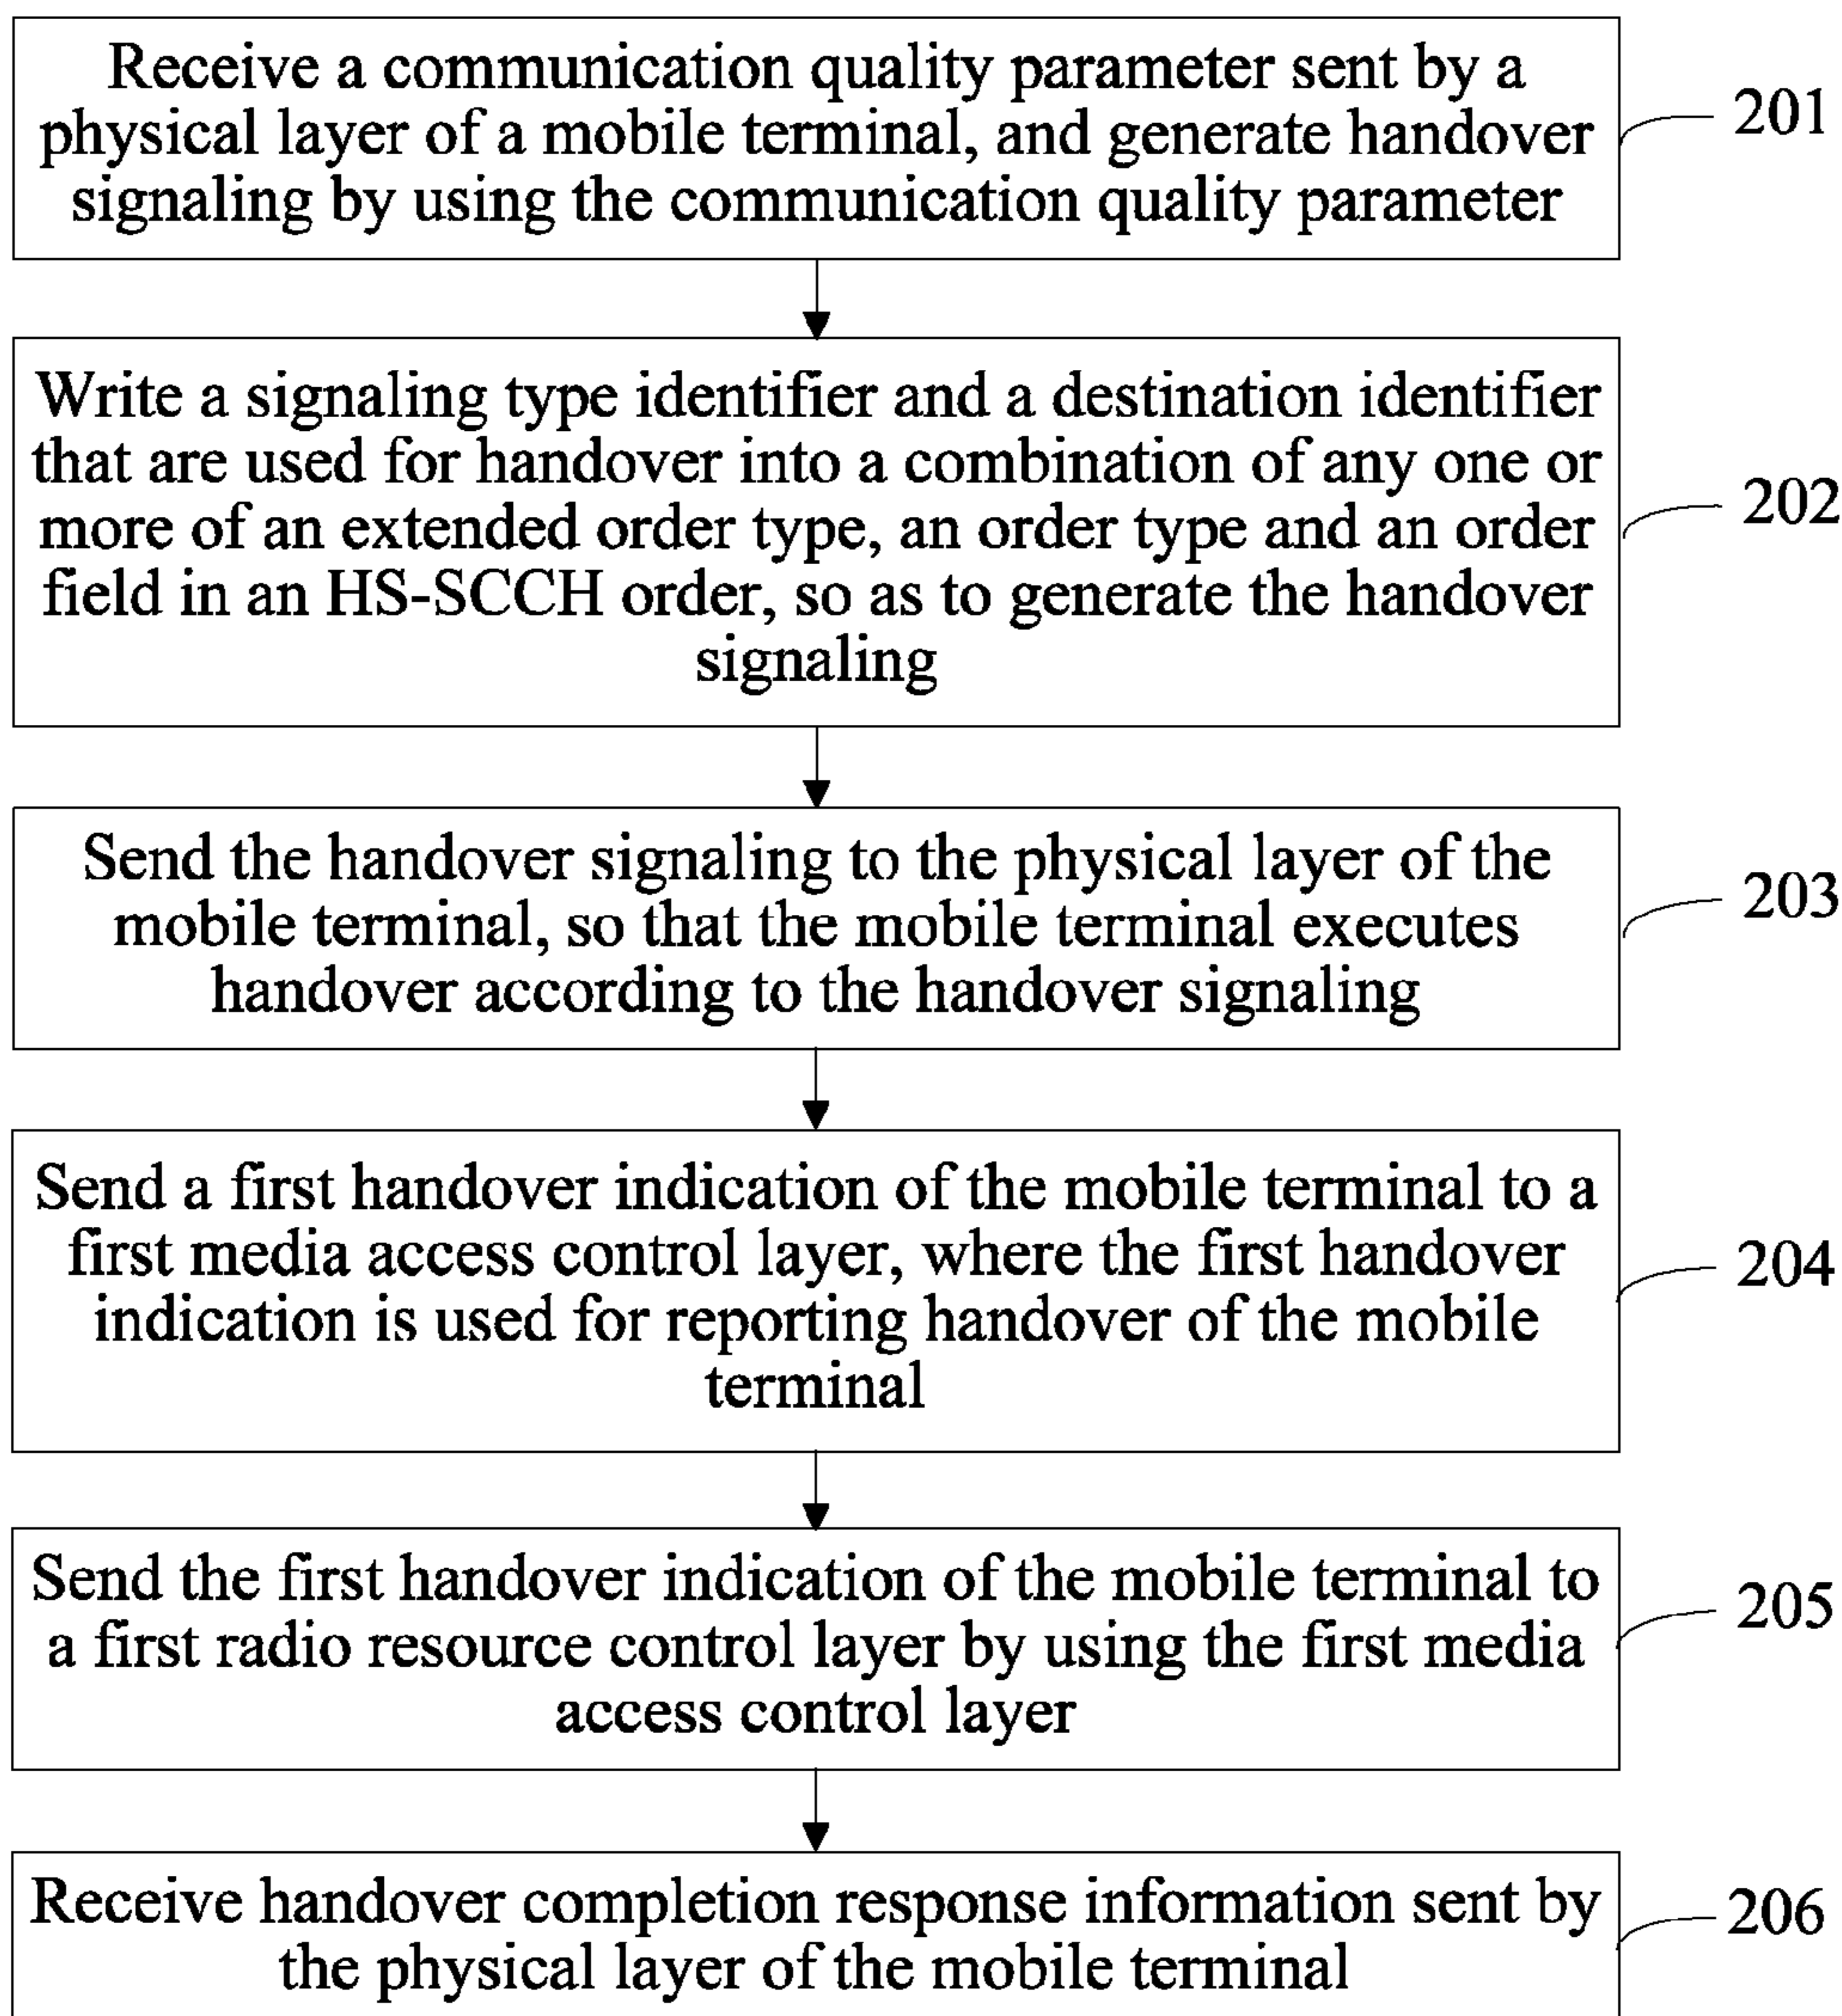 Receive a communication quality parameter sent by a
physical layer of a mobile terminal, and generate handover
signaling by using the communication quality parameter
201
Write a signaling type identifier and a destination identifier
that are used for handover into a combination of any one or
more of an extended order type, an order type and an order
field in an HS-SCCH order, so as to generate the handover
signaling
202
Send the handover signaling to the physical layer of the
mobile terminal, so that the mobile terminal executes
handover according to the handover signaling
203
Send a first handover indication of the mobile terminal to a
first media access control layer, where the first handover
indication is used for reporting handover of the mobile
terminal
204
Send the first handover indication of the mobile terminal to
a first radio resource control layer by using the first media
access control layer
205
Receive handover completion response information sent by
the physical layer of the mobile terminal
206